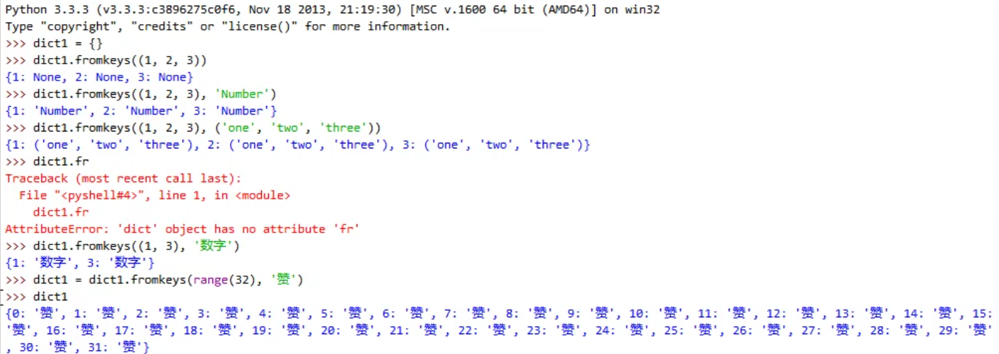 Python 3.3.3 (v3.3.3:c3896275c0f6, Nov 18 2013, 21:19:30) [MSC v.1600 64 bit (AMD64)] on win32
Type "copyright", "credits" or "license()" for more information.
>>> dict1 = {}
>>> dict1.fromkeys((1, 2, 3))
{1: None, 2: None, 3: None}
>>> dict1.fromkeys((1, 2, 3), 'Number')
{1: 'Number', 2: 'Number', 3: 'Number'}
>>> dict1.fromkeys((1, 2, 3), ('one', 'two', 'three'))
{1: ('one', 'two', 'three'), 2: ('one', 'two', 'three'), 3: ('one', 'two', 'three')}
>>> dict1.fr
Traceback (most recent call last):
  File "<pyshell#4>", line 1, in <module>
    dict1.fr
AttributeError: 'dict' object has no attribute 'fr'
>>> dict1.fromkeys((1, 3), '数字')
{1: '数字', 3: '数字'}
>>> dict1 = dict1.fromkeys(range(32), '赞')
>>> dict1
{0: '赞', 1: '赞', 2: '赞', 3: '赞', 4: '赞', 5: '赞', 6: '赞', 7: '赞', 8: '赞', 9: '赞', 10: '赞', 11: '赞', 12: '赞', 13: '赞', 14: '赞', 15:
'赞', 16: '赞', 17: '赞', 18: '赞', 19: '赞', 20: '赞', 21: '赞', 22: '赞', 23: '赞', 24: '赞', 25: '赞', 26: '赞', 27: '赞', 28: '赞', 29: '赞'
, 30: '赞', 31: '赞'}